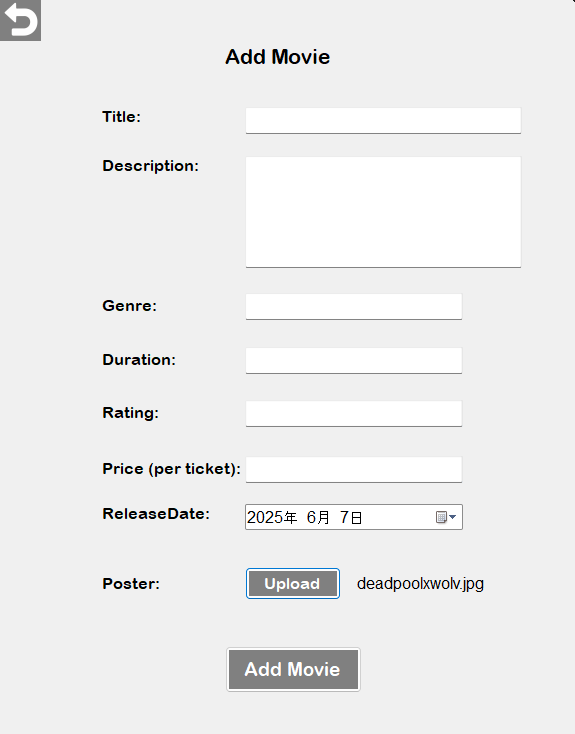 Add Movie
Title:
Description:
Genre:
Duration:
Rating:
Price (per ticket):
ReleaseDate: 2025年 6月 7日
Poster: Upload deadpoolxwolv.jpg
Add Movie